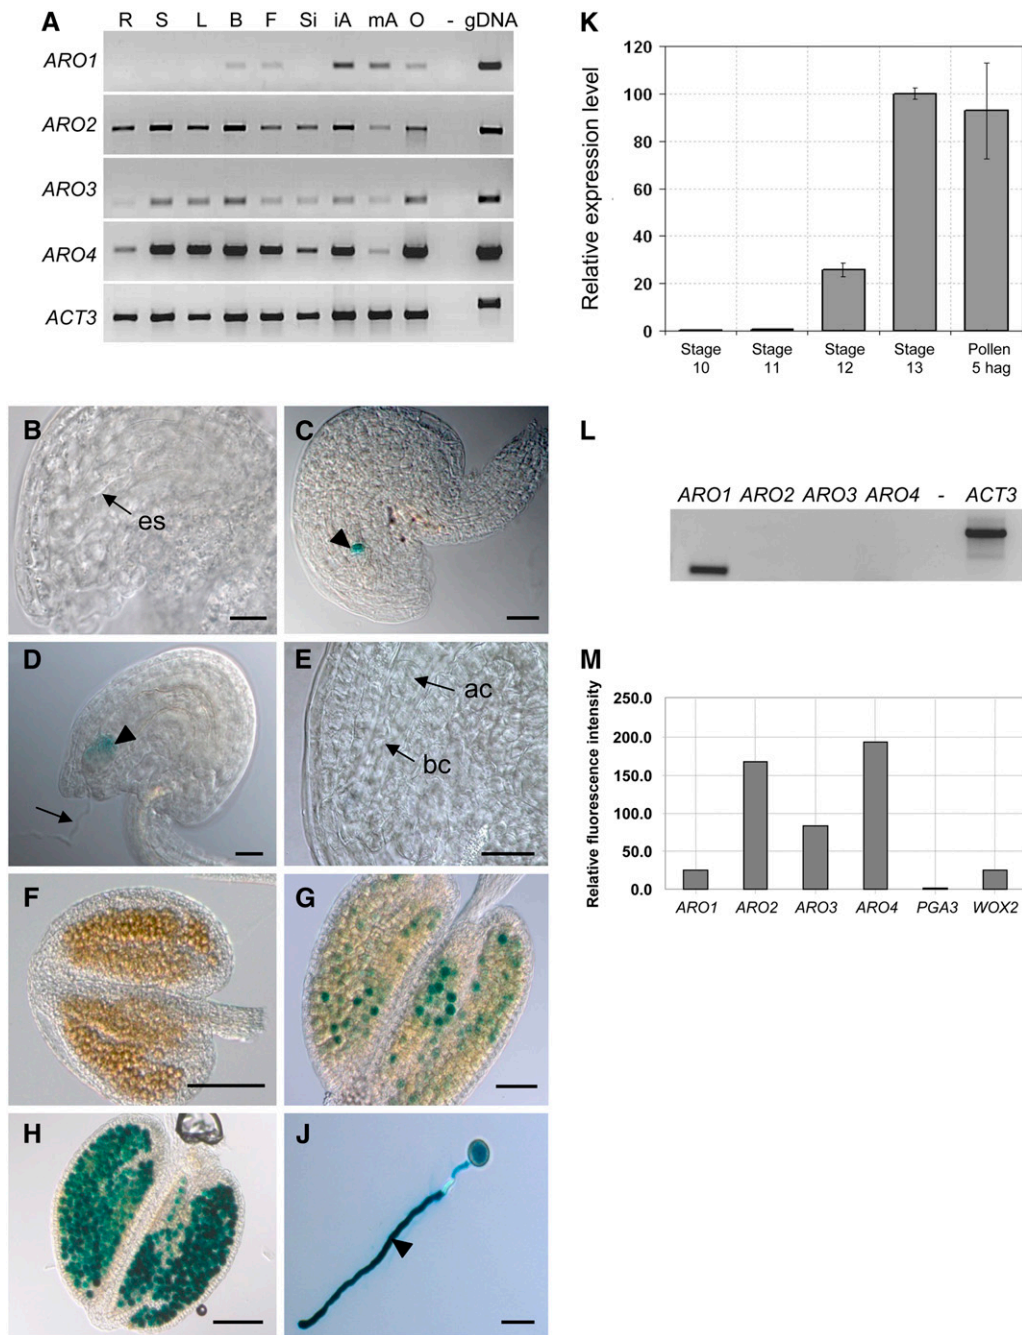 A
R S L B F Si iA mA O - gDNA
ARO1
ARO2
ARO3
ARO4
ACT3
B
es
C
D
E
ac
bc
F
G
H
J
K
Relative expression level
120
100
80
60
40
20
0
Stage 10
Stage 11
Stage 12
Stage 13
Pollen 5 hag
L
ARO1 ARO2 ARO3 ARO4 - ACT3
M
Relative fluorescence intensity
250.0
200.0
150.0
100.0
50.0
0.0
ARO1 ARO2 ARO3 ARO4 PGA3 WOX2